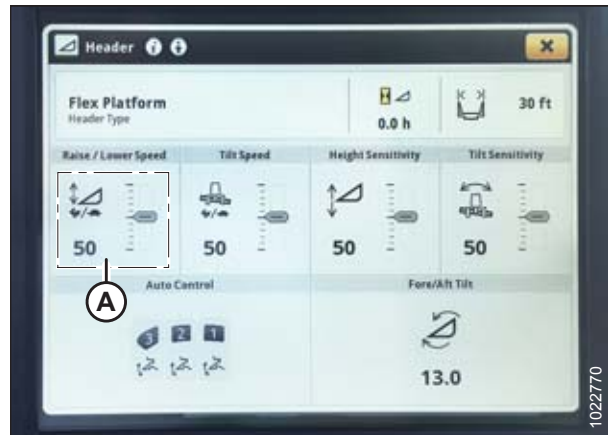 Header
Flex Platform
Header Type
0.0 h
30 ft
Raise / Lower Speed
Tilt Speed
Height Sensitivity
Tilt Sensitivity
50
50
50
50
A
Auto Control
Fore/Aft Tilt
3 2 1
13.0
1022770